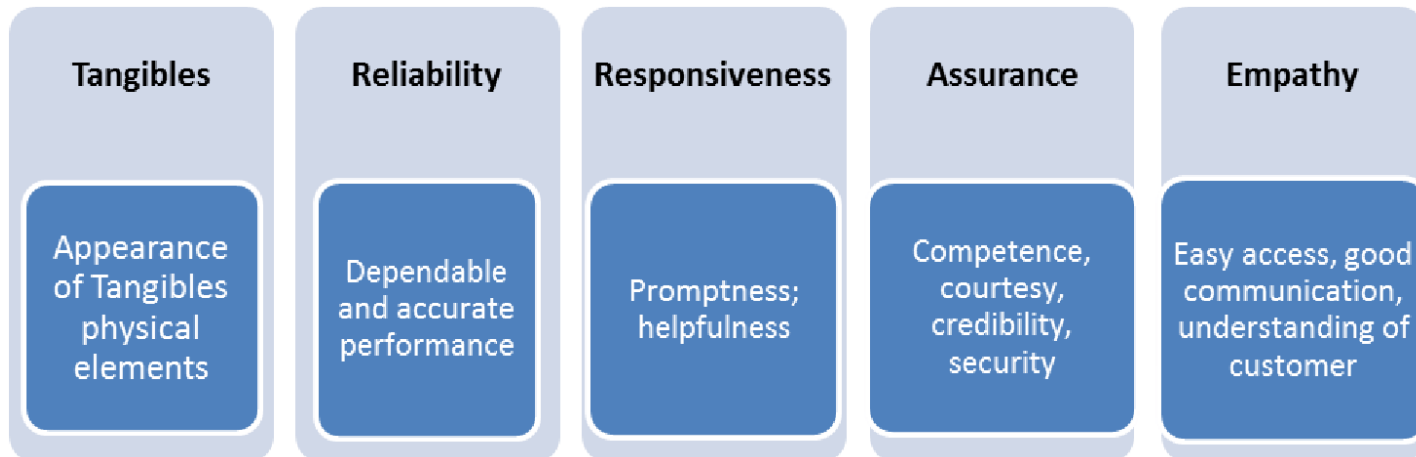 Tangibles
Appearance
of Tangibles
physical
elements
Reliability
Dependable
and accurate
performance
Responsiveness
Promptness;
helpfulness
Assurance
Competence,
courtesy,
credibility,
security
Empathy
Easy access, good
communication,
understanding of
customer